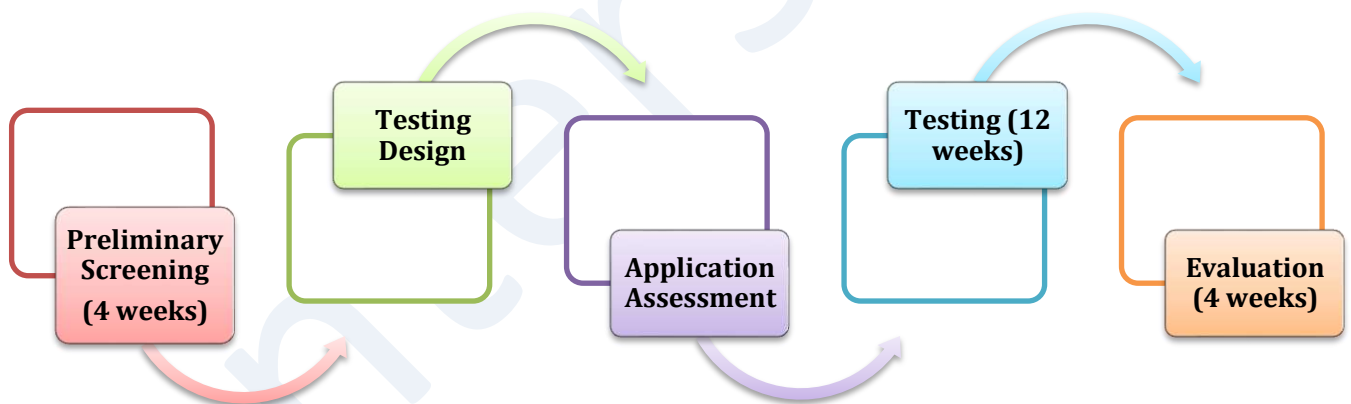 Preliminary
Screening
(4 weeks)
Testing
Design
Application
Assessment
Testing (12
weeks)
Evaluation
(4 weeks)